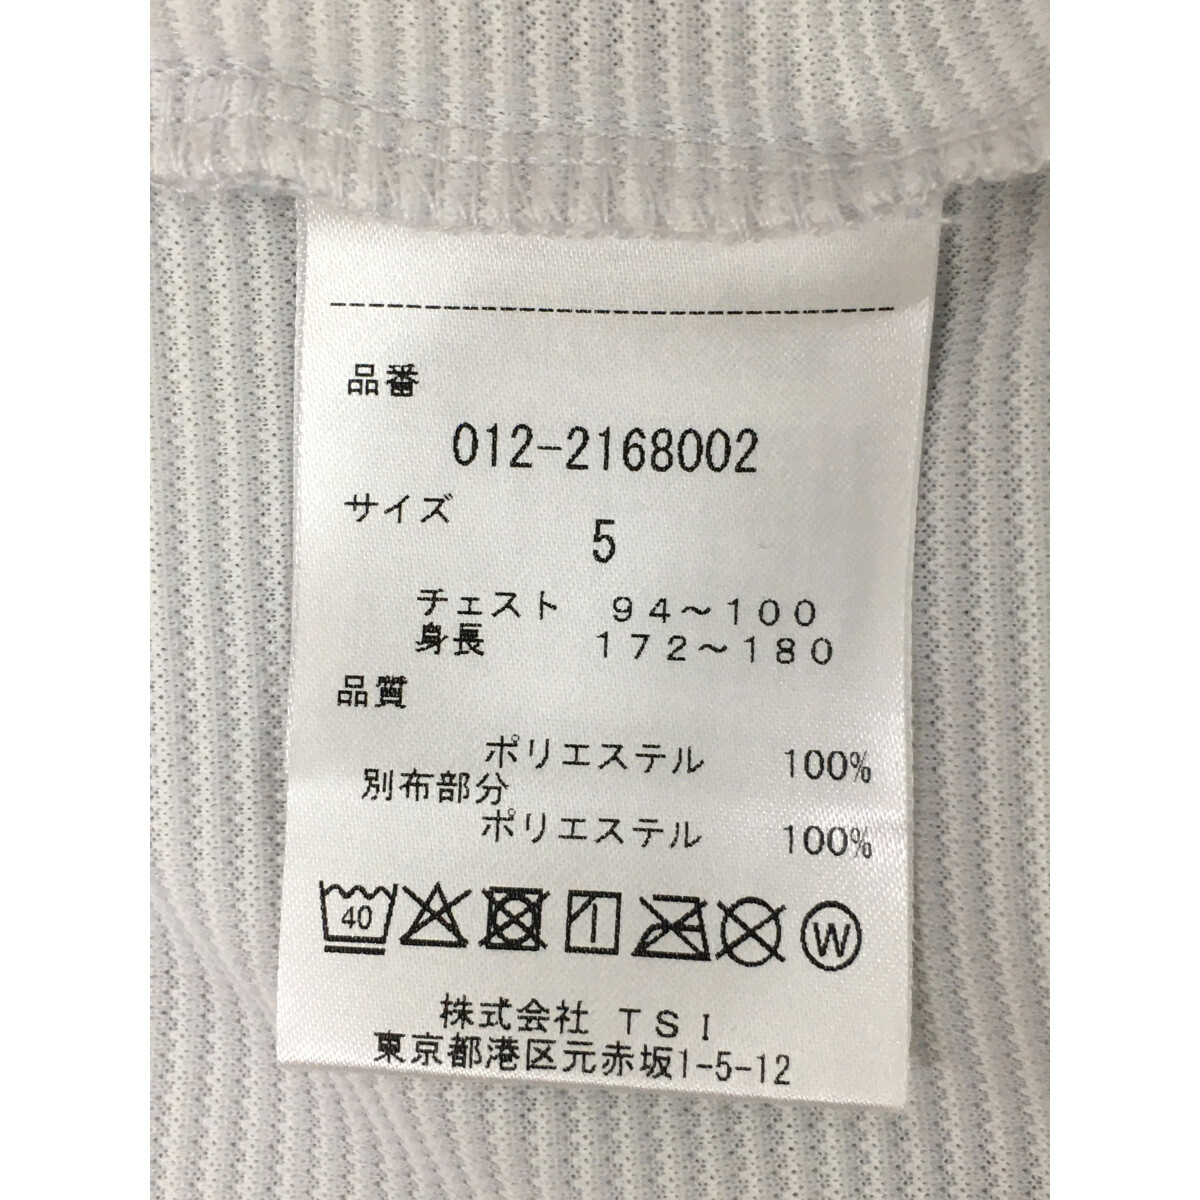 品番
012-2168002
サイズ
5
チェスト 94～100
身長 172～180
品質
ポリエステル 100%
別布部分
ポリエステル 100%
40 W
株式会社 TSI
東京都港区元赤坂1-5-12